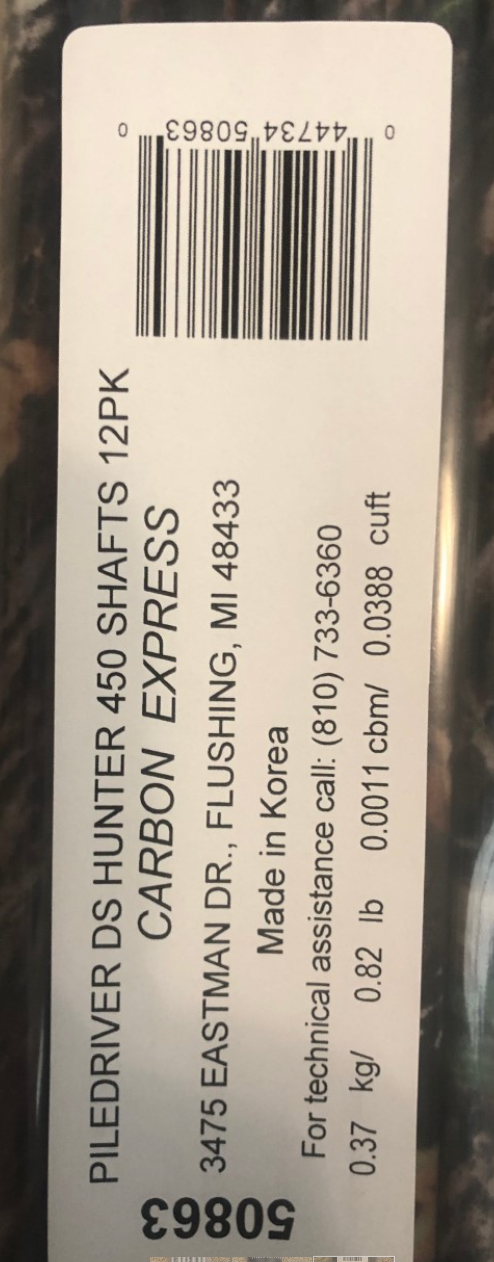 PILEDRIVER DS HUNTER 450 SHAFTS 12PK
CARBON EXPRESS
3475 EASTMAN DR., FLUSHING, MI 48433
Made in Korea
For technical assistance call: (810) 733-6360
0.37 kg/ 0.82 lb 0.0011 cbm/ 0.0388 cuft
50863
0 44734 50863 0